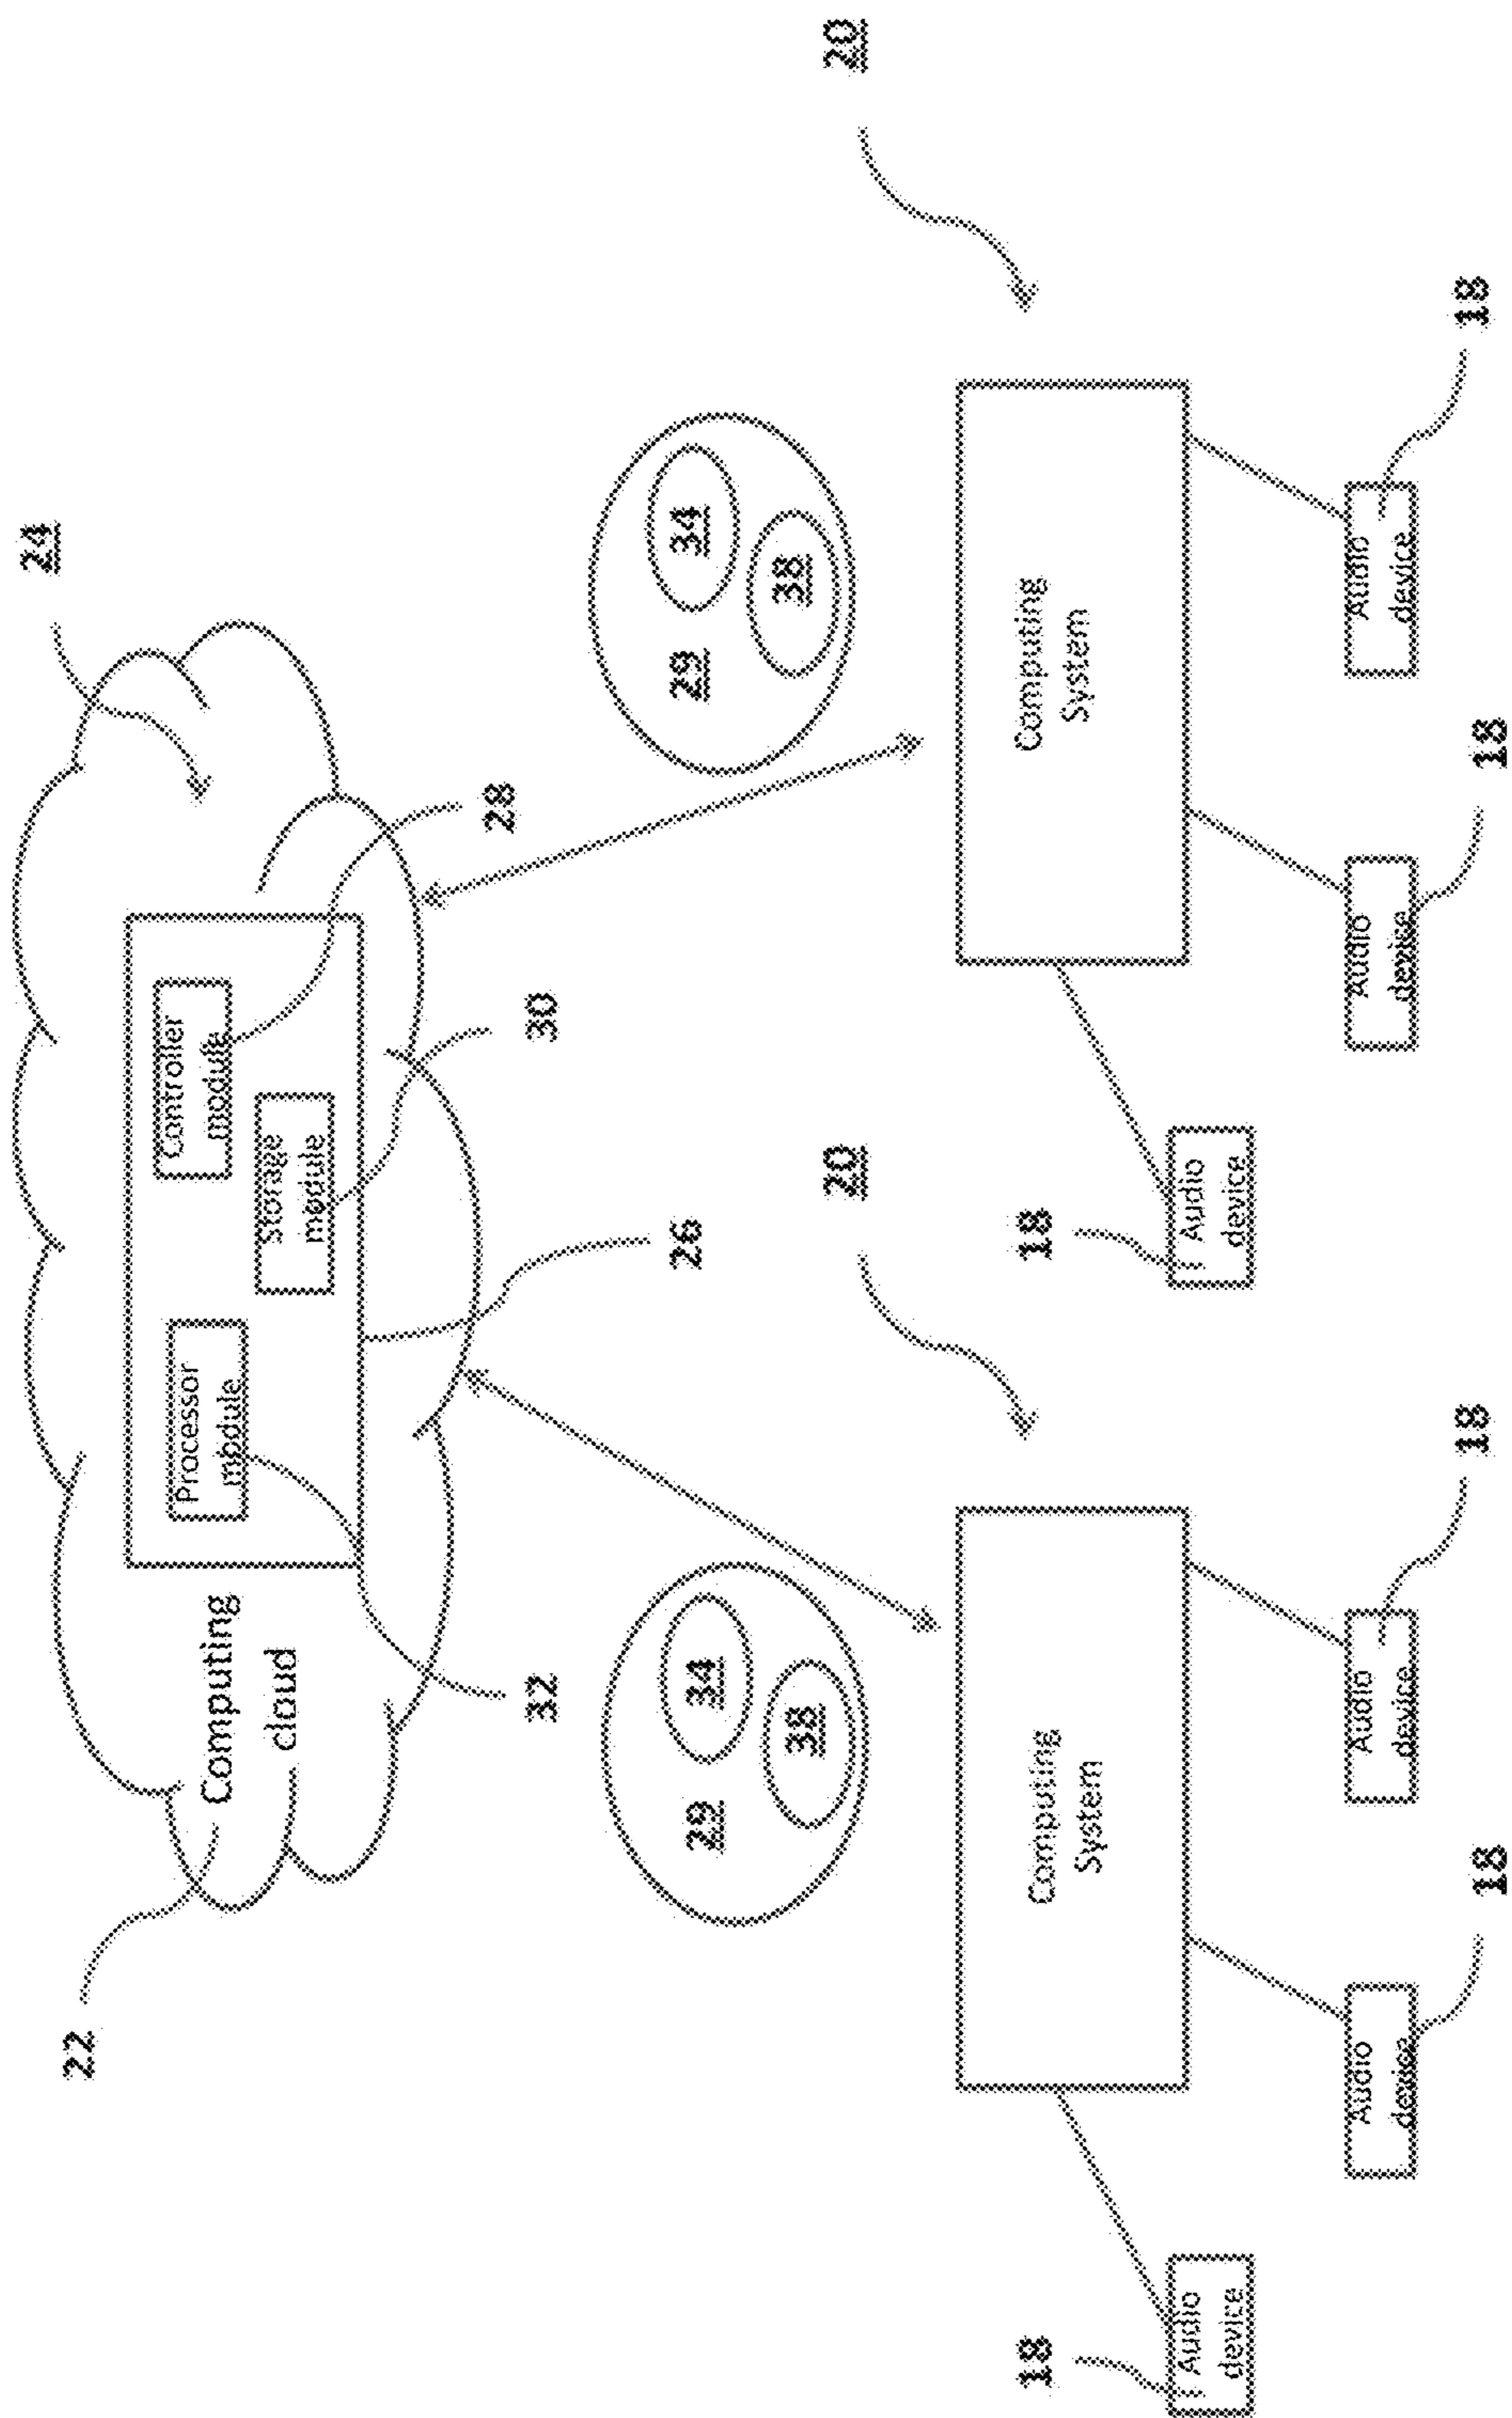 24
22
Computing
cloud
Processor
module
Controller
module
Storage
module
28
32
30
26
34
29
38
34
29
38
20
20
Computing
System
Computing
System
18
Audio
device
18
Audio
device
Audio
device
Audio
device
Audio
device
Audio
device
18
18
18
18